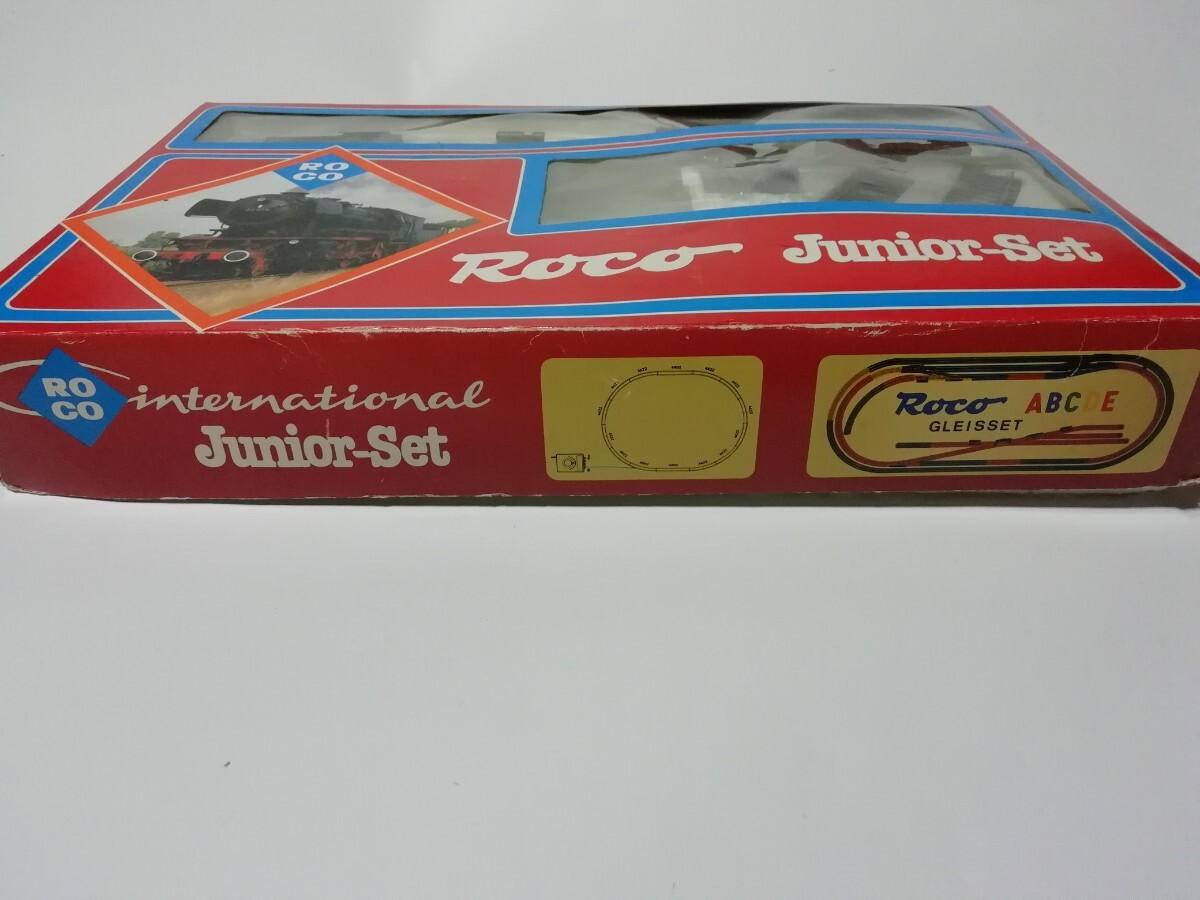 RO
CO
Roco Junior-Set
RO
CO
international
Junior-Set
Roco ABCDE
GLEISSET